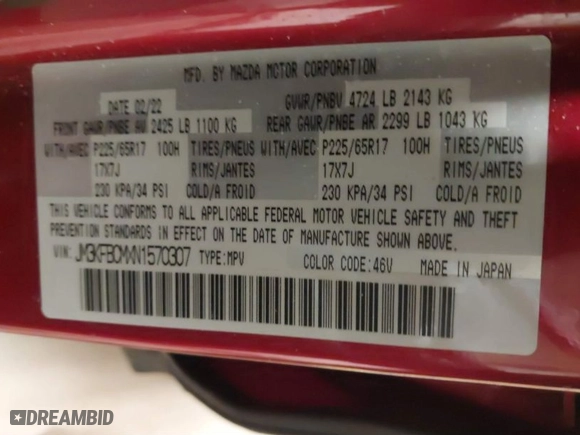 MFD. BY MAZDA MOTOR CORPORATION
DATE 02/22 GVWR/PNBV 4724 LB 2143 KG
FRONT GAWR/PNBE AV 2425 LB 1100 KG REAR GAWR/PNBE AR 2299 LB 1043 KG
WITH/AVEC P225/65R17 100H TIRES/PNEUS WITH/AVEC P225/65R17 100H TIRES/PNEUS
17X7J RIMS/JANTES 17X7J RIMS/JANTES
230 KPA/34 PSI COLD/A FROID 230 KPA/34 PSI COLD/A FROID
THIS VEHICLE CONFORMS TO ALL APPLICABLE FEDERAL MOTOR VEHICLE SAFETY AND THEFT
PREVENTION STANDARDS IN EFFECT ON THE DATE OF MANUFACTURE SHOWN ABOVE.
VIN: JM3KFBCMXN1570307 TYPE:MPV COLOR CODE:46V MADE IN JAPAN
DREAMBID